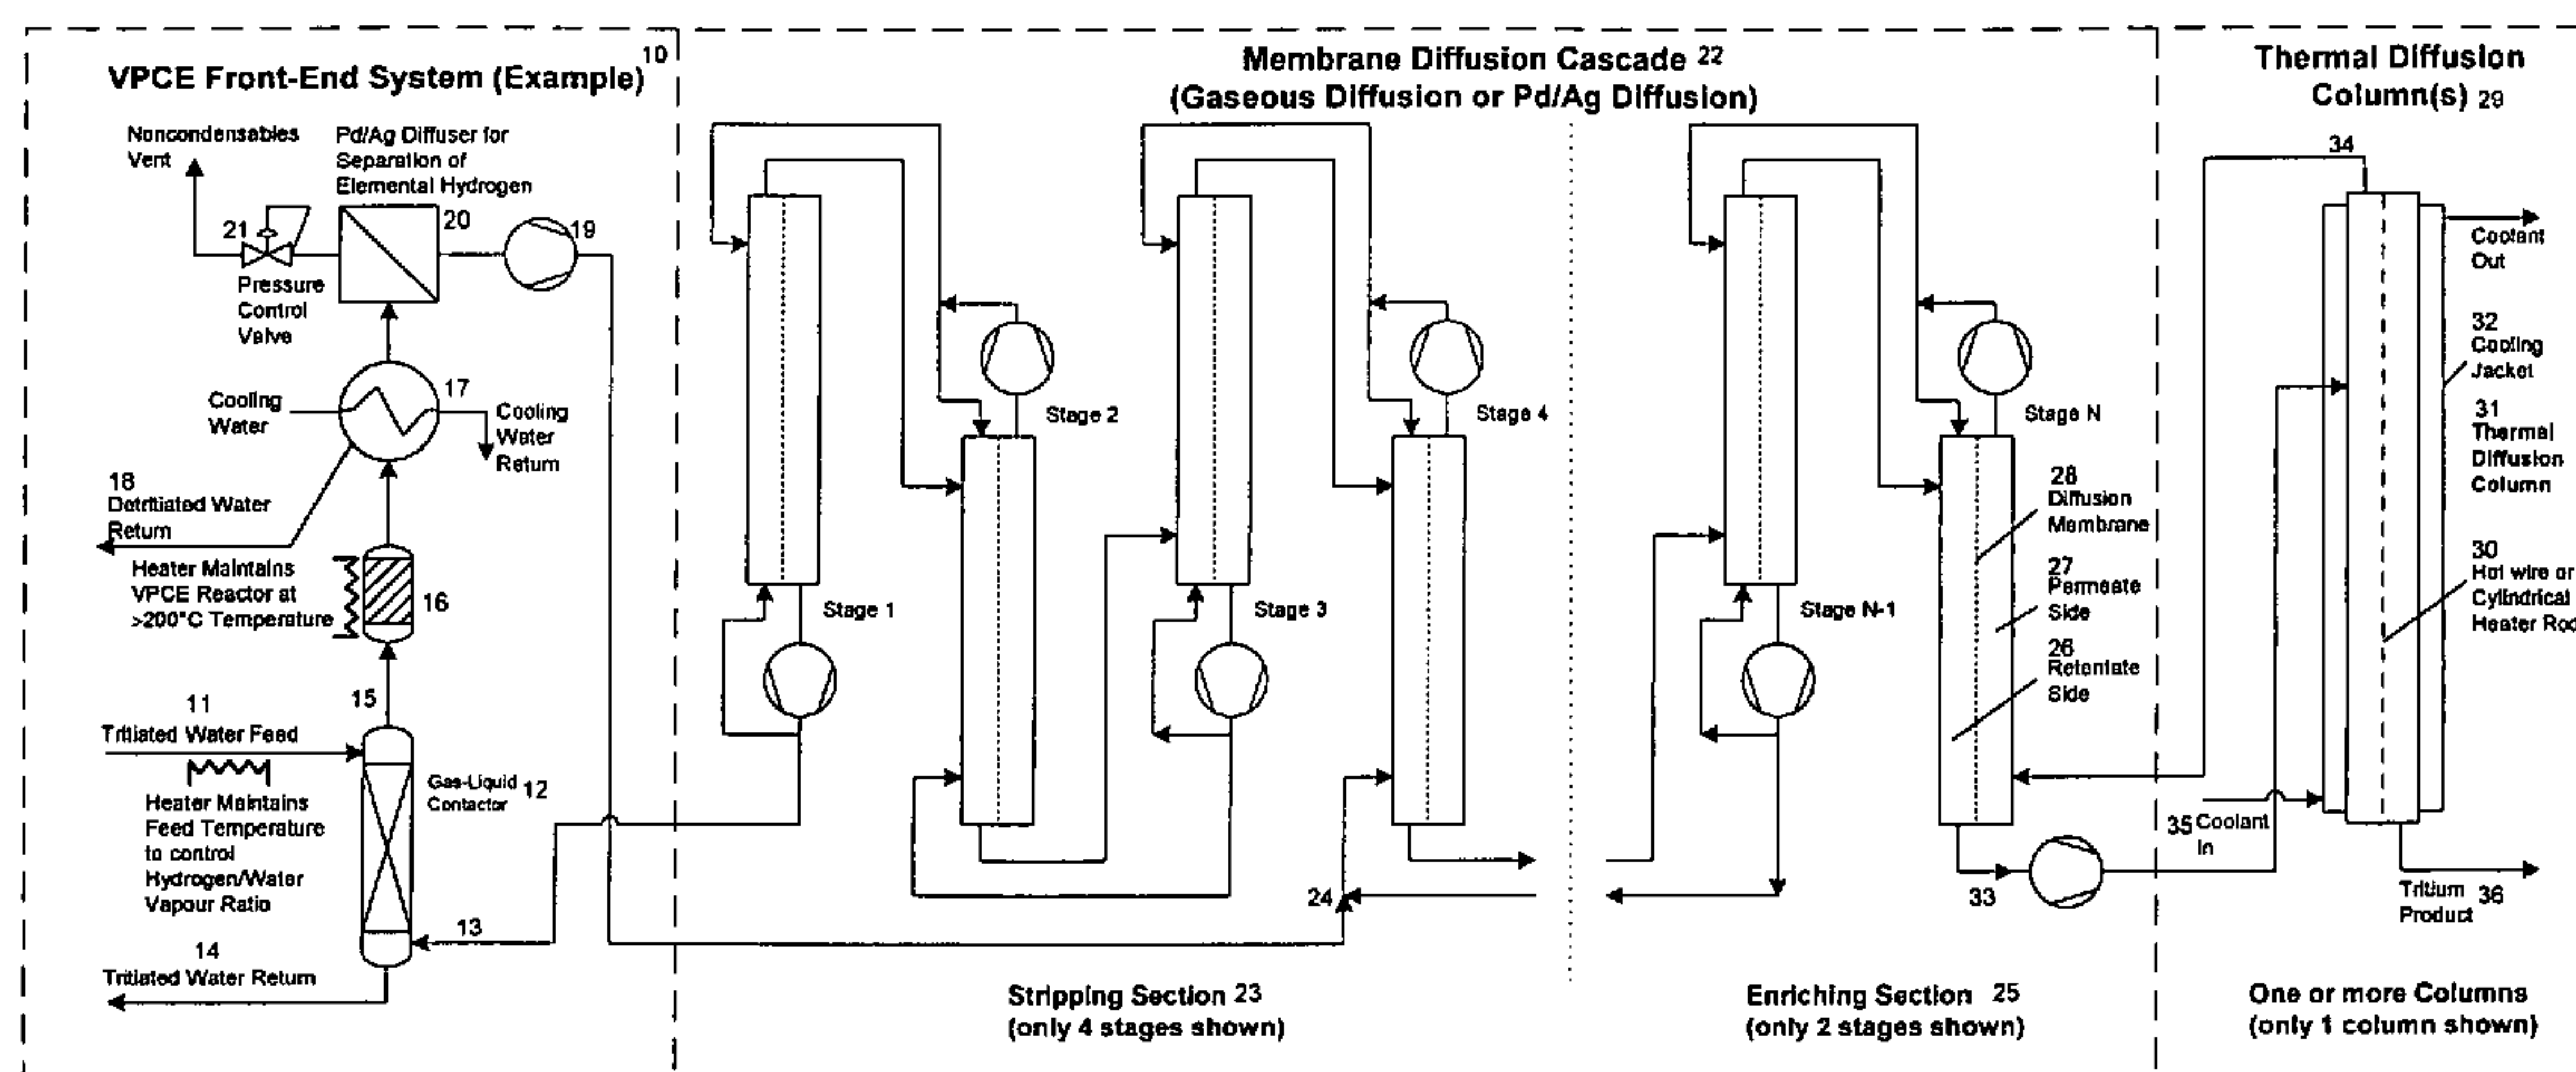 VPCE Front-End System (Example) 10
Noncondensables
Vent
Pd/Ag Diffuser for
Separation of
Elemental Hydrogen
21
20
19
Pressure
Control
Valve
17
Cooling
Water
Cooling
Water
Return
18
Detritiated Water
Return
Heater Maintains
VPCE Reactor at
>200°C Temperature
16
15
11
Tritiated Water Feed
Gas-Liquid
Contactor 12
Heater Maintains
Feed Temperature
to control
Hydrogen/Water
Vapour Ratio
13
14
Tritiated Water Return
Membrane Diffusion Cascade 22
(Gaseous Diffusion or Pd/Ag Diffusion)
Stage 2
Stage 4
Stage N
Stage 1
Stage 3
Stage N-1
28
Diffusion
Membrane
27
Permeate
Side
26
Retentate
Side
24
33
Stripping Section 23
(only 4 stages shown)
Enriching Section 25
(only 2 stages shown)
Thermal Diffusion
Column(s) 29
34
Coolant
Out
32
Cooling
Jacket
31
Thermal
Diffusion
Column
30
Hot wire or
Cylindrical
Heater Rod
35 Coolant
In
Tritium
Product 36
One or more Columns
(only 1 column shown)